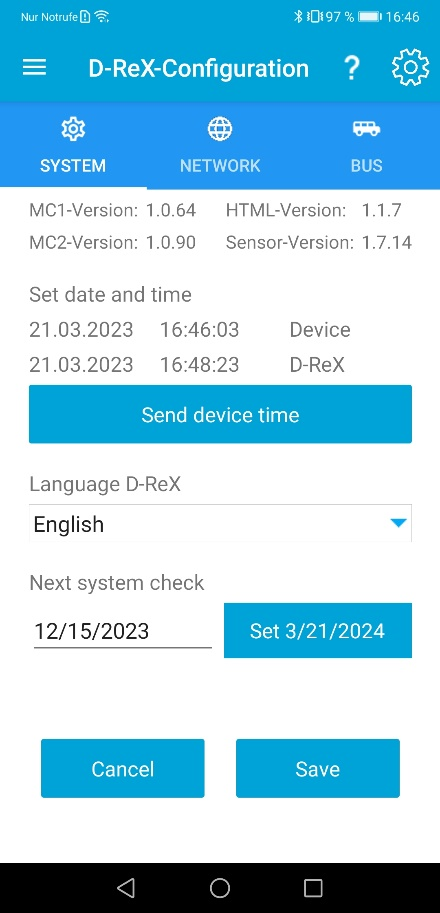 Nur Notrufe 97 % 16:46
D-ReX-Configuration ?
SYSTEM NETWORK BUS
MC1-Version: 1.0.64 HTML-Version: 1.1.7
MC2-Version: 1.0.90 Sensor-Version: 1.7.14
Set date and time
21.03.2023 16:46:03 Device
21.03.2023 16:48:23 D-ReX
Send device time
Language D-ReX
English
Next system check
12/15/2023 Set 3/21/2024
Cancel Save